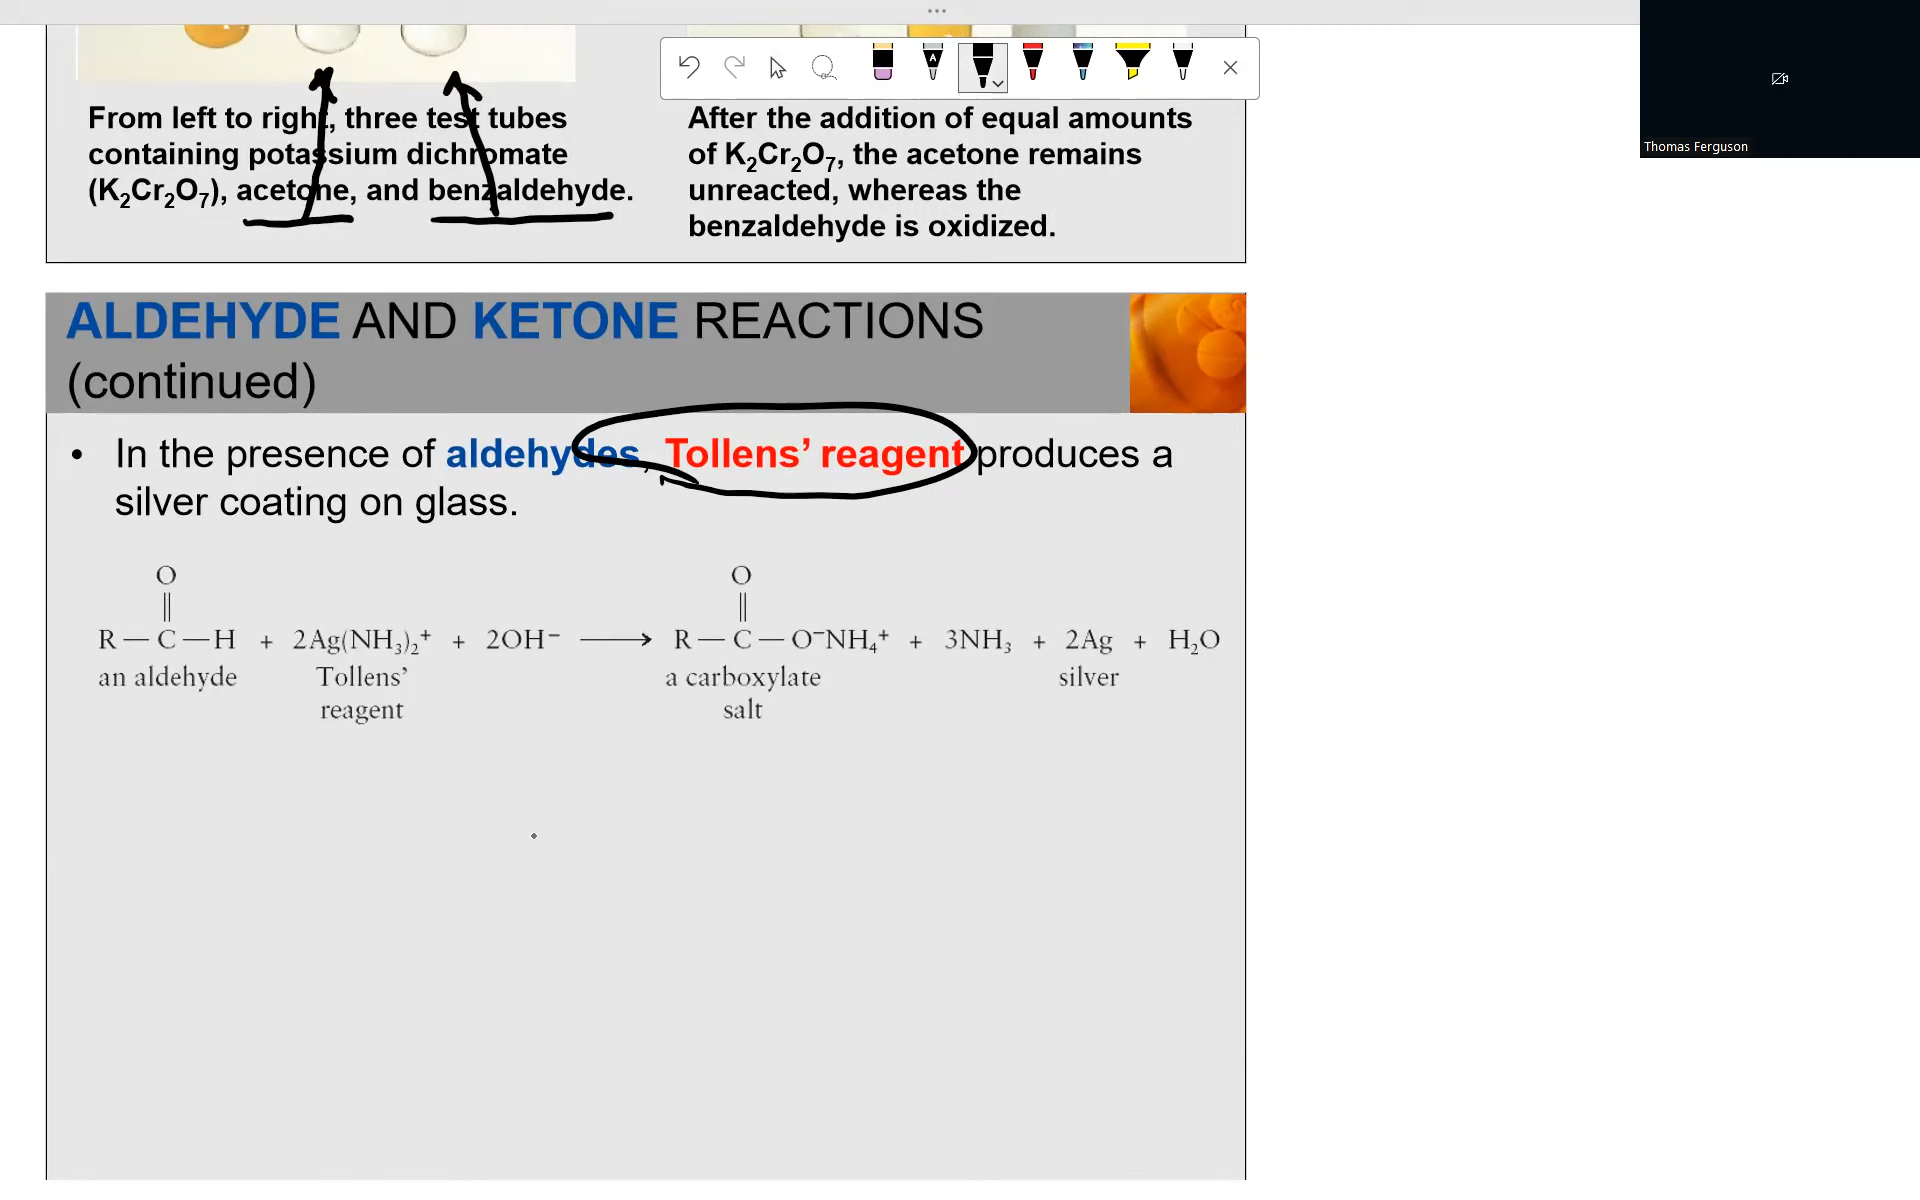 Thomas Ferguson
From left to right, three test tubes
containing potassium dichromate
(K₂Cr₂O₇), acetone, and benzaldehyde.
After the addition of equal amounts
of K₂Cr₂O₇, the acetone remains
unreacted, whereas the
benzaldehyde is oxidized.
ALDEHYDE AND KETONE REACTIONS
(continued)
• In the presence of aldehydes, Tollens’ reagent produces a
silver coating on glass.
O O
|| ||
R — C — H + 2Ag(NH₃)₂⁺ + 2OH⁻ ⟶ R — C — O⁻NH₄⁺ + 3NH₃ + 2Ag + H₂O
an aldehyde Tollens’ a carboxylate silver
reagent salt